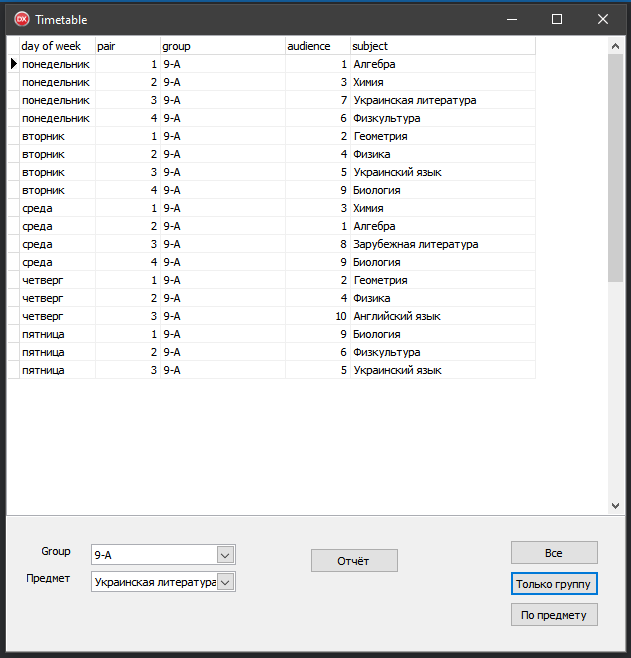 DX Timetable
day of week pair group audience subject
понедельник 1 9-А 1 Алгебра
понедельник 2 9-А 3 Химия
понедельник 3 9-А 7 Украинская литература
понедельник 4 9-А 6 Физкультура
вторник 1 9-А 2 Геометрия
вторник 2 9-А 4 Физика
вторник 3 9-А 5 Украинский язык
вторник 4 9-А 9 Биология
среда 1 9-А 3 Химия
среда 2 9-А 1 Алгебра
среда 3 9-А 8 Зарубежная литература
среда 4 9-А 9 Биология
четверг 1 9-А 2 Геометрия
четверг 2 9-А 4 Физика
четверг 3 9-А 10 Английский язык
пятница 1 9-А 9 Биология
пятница 2 9-А 6 Физкультура
пятница 3 9-А 5 Украинский язык
Group 9-А Все
Отчёт
Предмет Украинская литература Только группу
По предмету